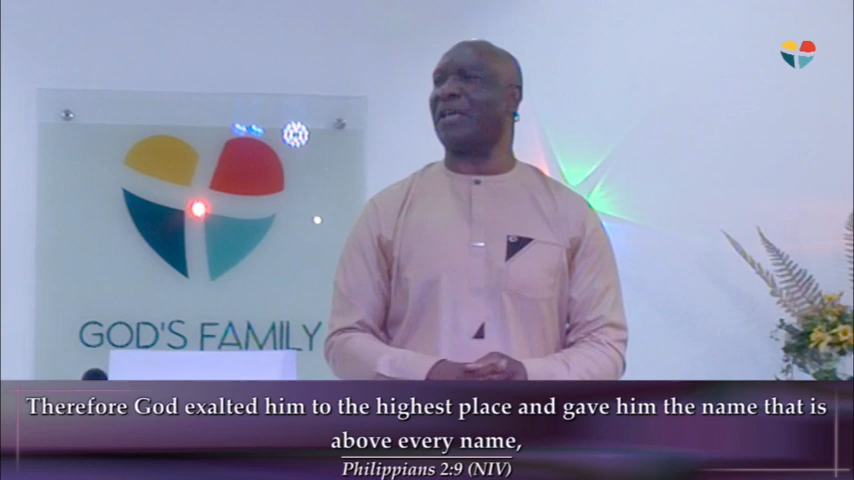 GOD'S FAMILY
Therefore God exalted him to the highest place and gave him the name that is
above every name,
Philippians 2:9 (NIV)